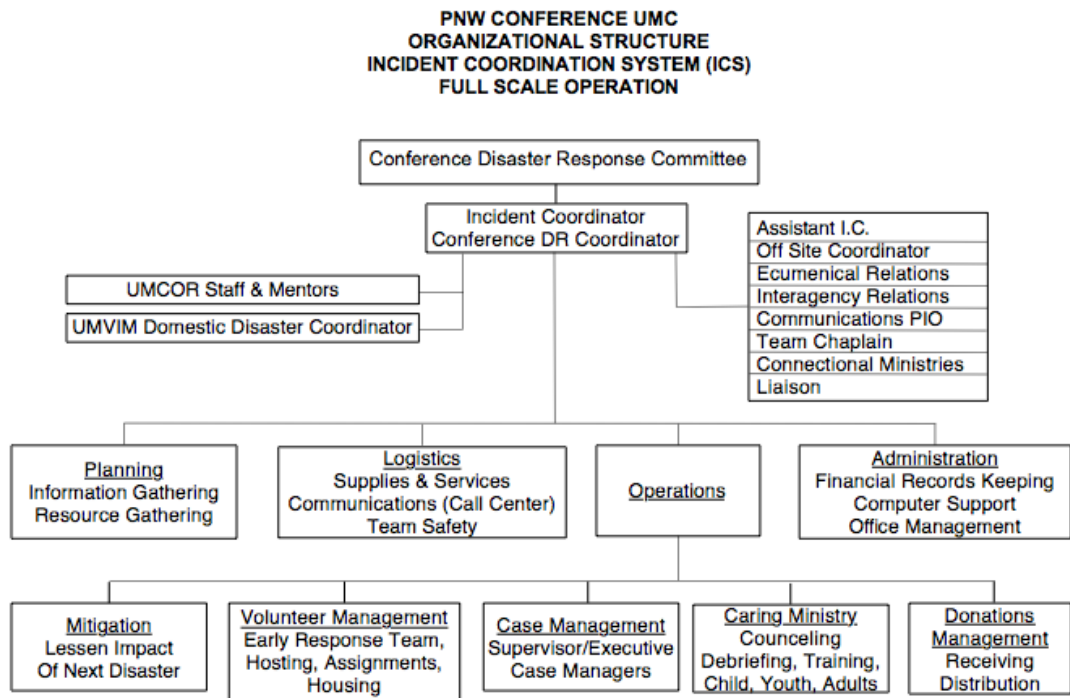 PNW CONFERENCE UMC
ORGANIZATIONAL STRUCTURE
INCIDENT COORDINATION SYSTEM (ICS)
FULL SCALE OPERATION
Conference Disaster Response Committee
Incident Coordinator
Conference DR Coordinator
UMCOR Staff & Mentors
UMVIM Domestic Disaster Coordinator
Assistant I.C.
Off Site Coordinator
Ecumenical Relations
Interagency Relations
Communications PIO
Team Chaplain
Connectional Ministries
Liaison
Planning
Information Gathering
Resource Gathering
Logistics
Supplies & Services
Communications (Call Center)
Team Safety
Operations
Administration
Financial Records Keeping
Computer Support
Office Management
Mitigation
Lessen Impact
Of Next Disaster
Volunteer Management
Early Response Team,
Hosting, Assignments,
Housing
Case Management
Supervisor/Executive
Case Managers
Caring Ministry
Counceling
Debriefing, Training,
Child, Youth, Adults
Donations
Management
Receiving
Distribution